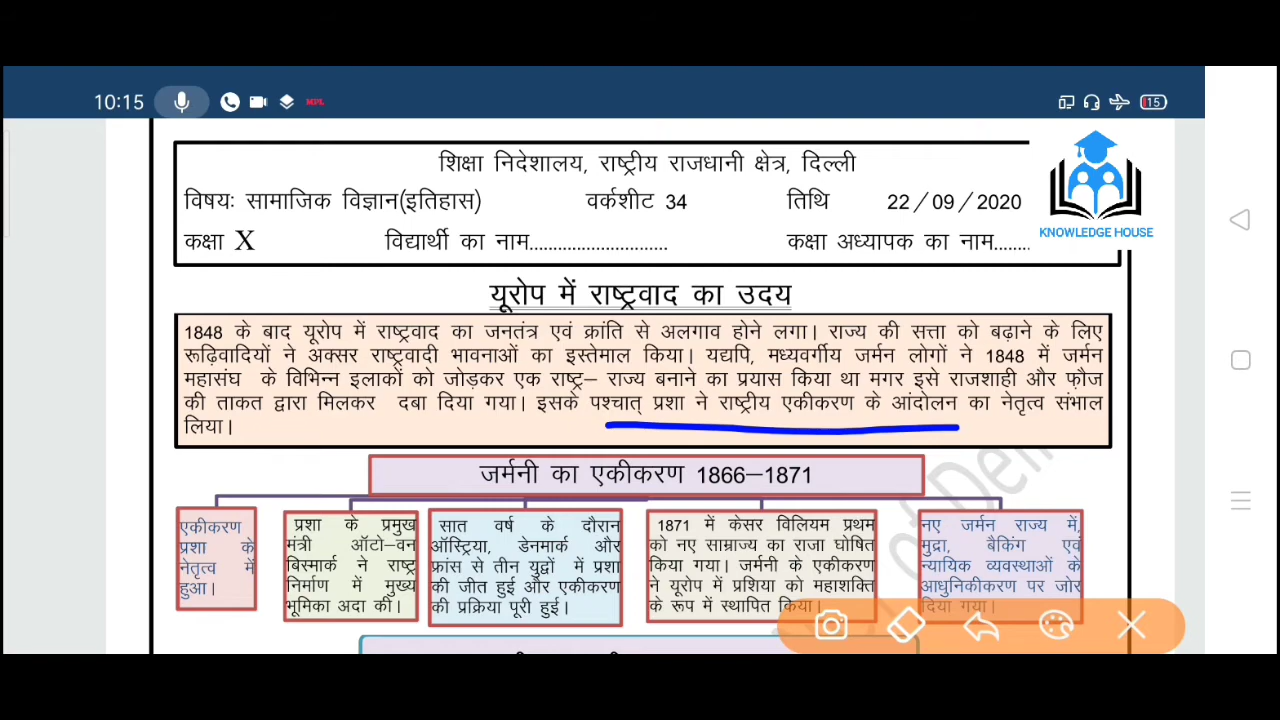 10:15
MPL
15
शिक्षा निदेशालय, राष्ट्रीय राजधानी क्षेत्र, दिल्ली
विषयः सामाजिक विज्ञान(इतिहास) वर्कशीट 34 तिथि 22/09/2020
कक्षा X विद्यार्थी का नाम............................ कक्षा अध्यापक का नाम........
KNOWLEDGE HOUSE
यूरोप में राष्ट्रवाद का उदय
1848 के बाद यूरोप में राष्ट्रवाद का जनतंत्र एवं क्रांति से अलगाव होने लगा। राज्य की सत्ता को बढ़ाने के लिए
रूढ़िवादियों ने अक्सर राष्ट्रवादी भावनाओं का इस्तेमाल किया। यद्यपि, मध्यवर्गीय जर्मन लोगों ने 1848 में जर्मन
महासंघ के विभिन्न इलाकों को जोड़कर एक राष्ट्र– राज्य बनाने का प्रयास किया था मगर इसे राजशाही और फ़ौज
की ताकत द्वारा मिलकर दबा दिया गया। इसके पश्चात् प्रशा ने राष्ट्रीय एकीकरण के आंदोलन का नेतृत्व संभाल
लिया।
जर्मनी का एकीकरण 1866–1871
एकीकरण
प्रशा के
नेतृत्व में
हुआ।
प्रशा के प्रमुख
मंत्री ऑटो–वन
बिस्मार्क ने राष्ट्र
निर्माण में मुख्य
भूमिका अदा की।
सात वर्ष के दौरान
ऑस्ट्रिया, डेनमार्क और
फ्रांस से तीन युद्वों में प्रशा
की जीत हुई और एकीकरण
की प्रक्रिया पूरी हुई।
1871 में केसर विलियम प्रथम
को नए साम्राज्य का राजा घोषित
किया गया। जर्मनी के एकीकरण
ने यूरोप में प्रशिया को महाशक्ति
के रूप में स्थापित किया।
नए जर्मन राज्य में,
मुद्रा, बैकिंग एवं
न्यायिक व्यवस्थाओं के
आधुनिकीकरण पर जोर
दिया गया।
of Delhi